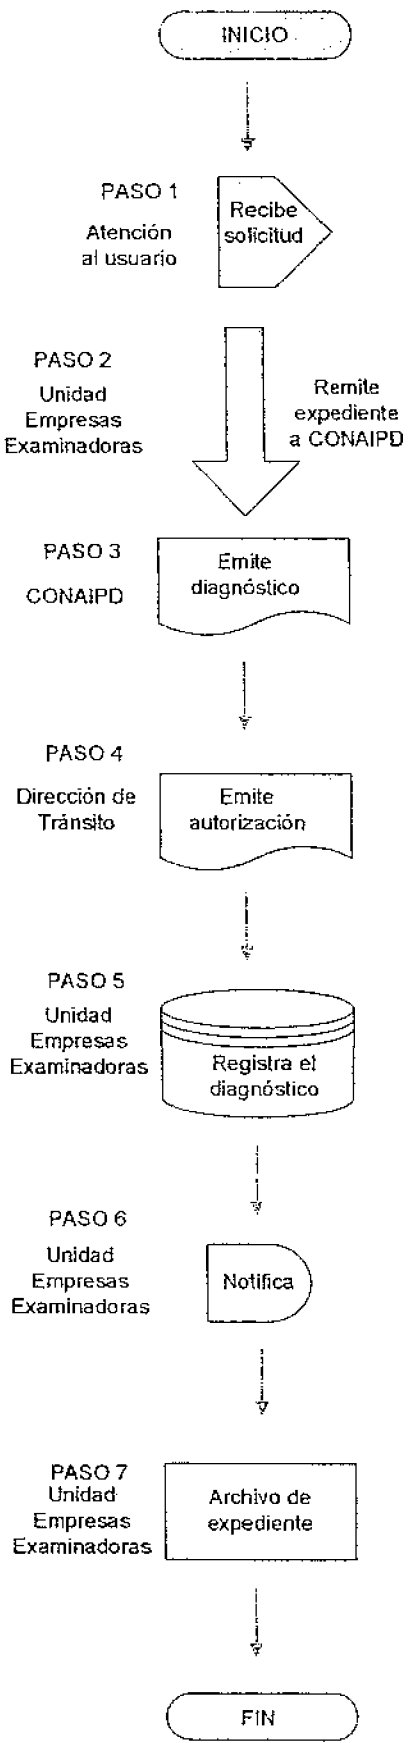 INICIO
PASO 1
Atención
al usuario
Recibe
solicitud
PASO 2
Unidad
Empresas
Examinadoras
Remite
expediente
a CONAIPD
PASO 3
CONAIPD
Emite
diagnóstico
PASO 4
Dirección de
Tránsito
Emite
autorización
PASO 5
Unidad
Empresas
Examinadoras
Registra el
diagnóstico
PASO 6
Unidad
Empresas
Examinadoras
Notifica
PASO 7
Unidad
Empresas
Examinadoras
Archivo de
expediente
FIN